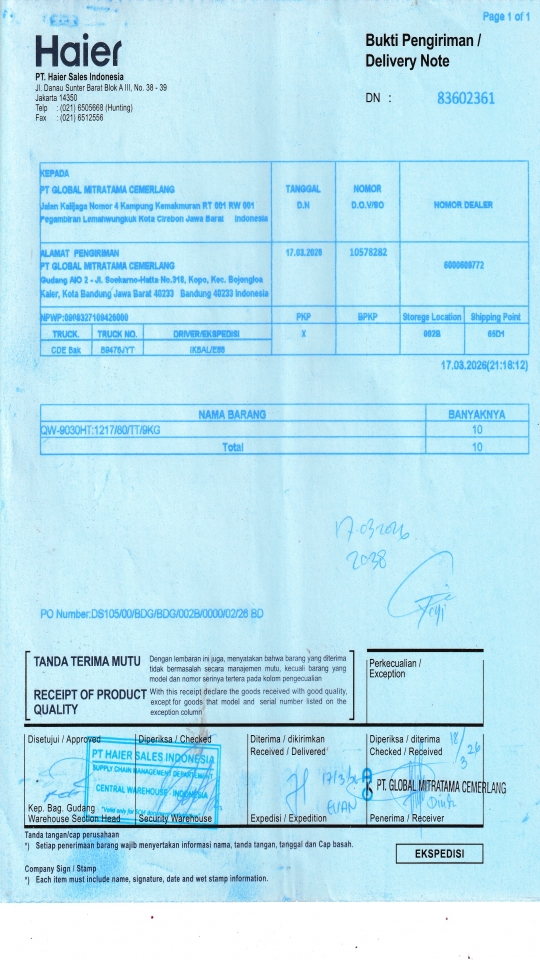 Page 1 of 1
Haier
Bukti Pengiriman /
Delivery Note
PT. Haier Sales Indonesia
Jl. Danau Sunter Barat Blok A III, No. 38 - 39
Jakarta 14350
Telp : (021) 6505668 (Hunting)
Fax : (021) 6512556
DN : 83602361
KEPADA
PT GLOBAL MITRATAMA CEMERLANG
Jalan Kalijaga Nomor 4 Kampung Kemakmuran RT 001 RW 001
Pegambiran Lemahwungkuk Kota Cirebon Jawa Barat Indonesia
TANGGAL
D.N
NOMOR
D.O.V/SO
NOMOR DEALER
ALAMAT PENGIRIMAN
PT GLOBAL MITRATAMA CEMERLANG
Gudang AIO 2 - Jl. Soekarno-Hatta No.318, Kopo, Kec. Bojongloa
Kaler, Kota Bandung Jawa Barat 40233 Bandung 40233 Indonesia
17.03.2026
10578282
PKP
BPKP
Storege Location
Shipping Point
TRUCK.
TRUCK NO.
DRIVER/EKSPEDISI
X
002B
CDE Bak
B9476JYT
17.03.2026(21:18:12)
NAMA BARANG
BANYAKNYA
QW-9030HT:1217/80/TT/9KG
10
Total
10
17-03-2026
2038
PO Number:DS105/00/BDG/BDG/002B/0000/02/26 BD
TANDA TERIMA MUTU
Dengan lembaran ini juga, menyatakan bahwa barang yang diterima
tidak bermasalah secara manajemen mutu, kecuali barang yang
model dan nomor serinya tertera pada kolom pengecualian
RECEIPT OF PRODUCT
QUALITY
With this receipt declare the goods received with good quality,
except for goods that model and serial number listed on the
exception column
Perkecualian /
Exception
Disetujui / Approved
Diperiksa / Checked
Diterima / dikirimkan
Received / Delivered
Diperiksa / diterima
Checked / Received
18/3 26
PT HAIER SALES INDONESIA
SUPPLY CHAIN MANAGEMENT DEPARTEMENT
CENTRAL WAREHOUSE - INDONESIA
17/3/26
EVAN
PT. GLOBAL MITRATAMA CEMERLANG
Kep. Bag. Gudang
Warehouse Section Head
Security Warehouse
Expedisi / Expedition
Penerima / Receiver
Tanda tangan/cap perusahaan
*) Setiap penerimaan barang wajib menyertakan informasi nama, tanda tangan, tanggal dan Cap basah.
EKSPEDISI
Company Sign / Stamp
*) Each item must include name, signature, date and wet stamp information.